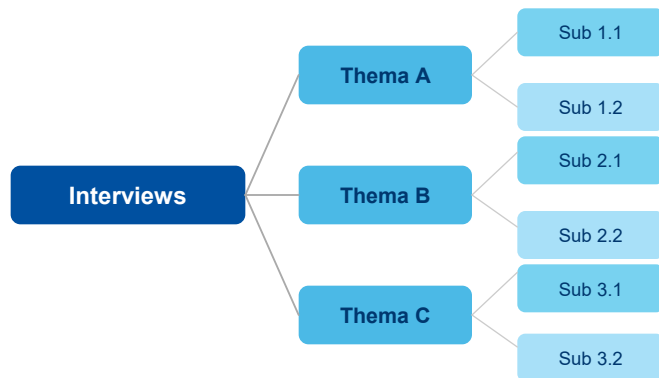 Interviews
Thema A
Sub 1.1
Sub 1.2
Thema B
Sub 2.1
Sub 2.2
Thema C
Sub 3.1
Sub 3.2